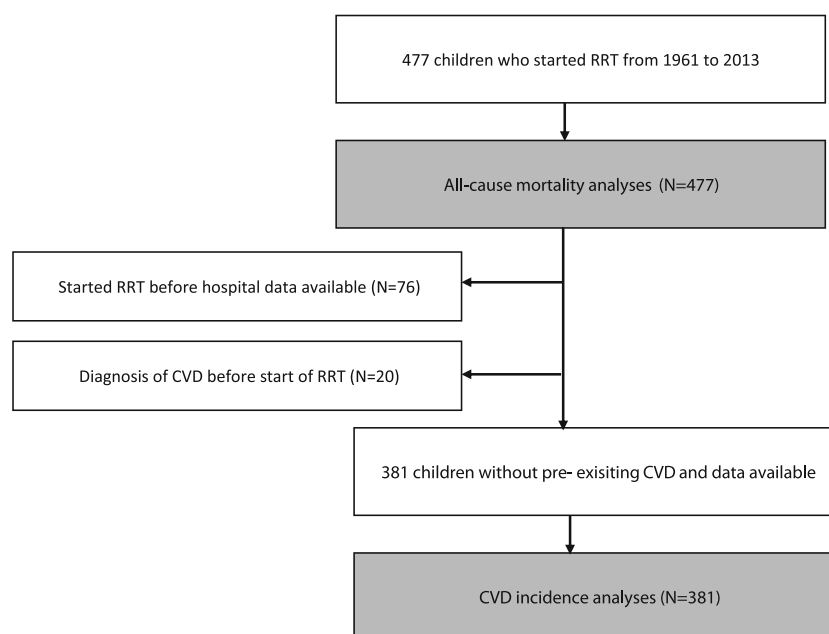 477 children who started RRT from 1961 to 2013
All-cause mortality analyses (N=477)
Started RRT before hospital data available (N=76)
Diagnosis of CVD before start of RRT (N=20)
381 children without pre- exisiting CVD and data available
CVD incidence analyses (N=381)